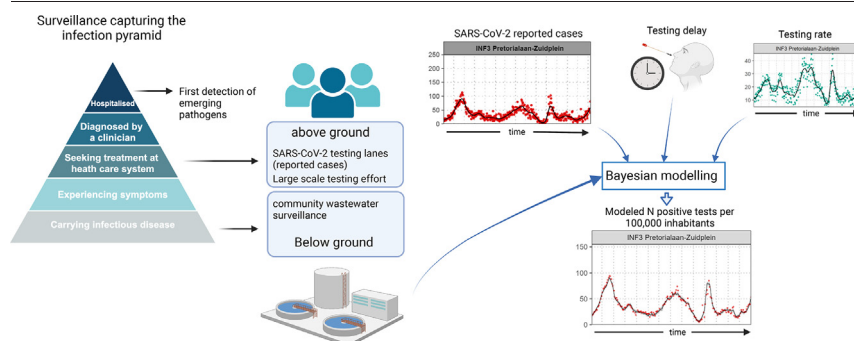 Surveillance capturing the
infection pyramid
Hospitalised
Diagnosed by
a clinician
Seeking treatment at
heath care system
Experiencing symptoms
Carrying infectious disease
First detection of
emerging
pathogens
above ground
SARS-CoV-2 testing lanes
(reported cases)
Large scale testing effort
community wastewater
surveillance
Below ground
SARS-CoV-2 reported cases
INF3 Pretorialaan-Zuidplein
250
200
150
100
50
0
time
Testing delay
Testing rate
INF3 Pretorialaan-Zuidplein
40
30
20
10
time
Bayesian modelling
Modeled N positive tests per
100,000 inhabitants
INF3 Pretorialaan-Zuidplein
150
100
50
0
time